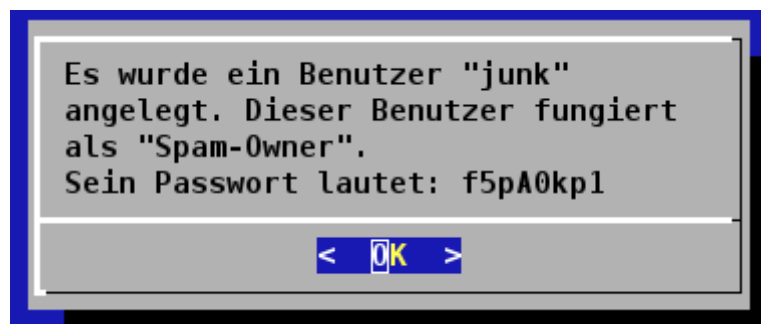 Es wurde ein Benutzer "junk"
angelegt. Dieser Benutzer fungiert
als "Spam-Owner".
Sein Passwort lautet: f5pA0kp1
<  OK  >